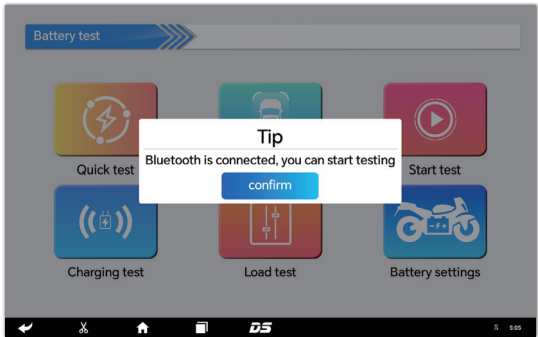 Battery test
Tip
Bluetooth is connected, you can start testing
confirm
Quick test
Start test
Charging test
Load test
Battery settings
DS
5:05